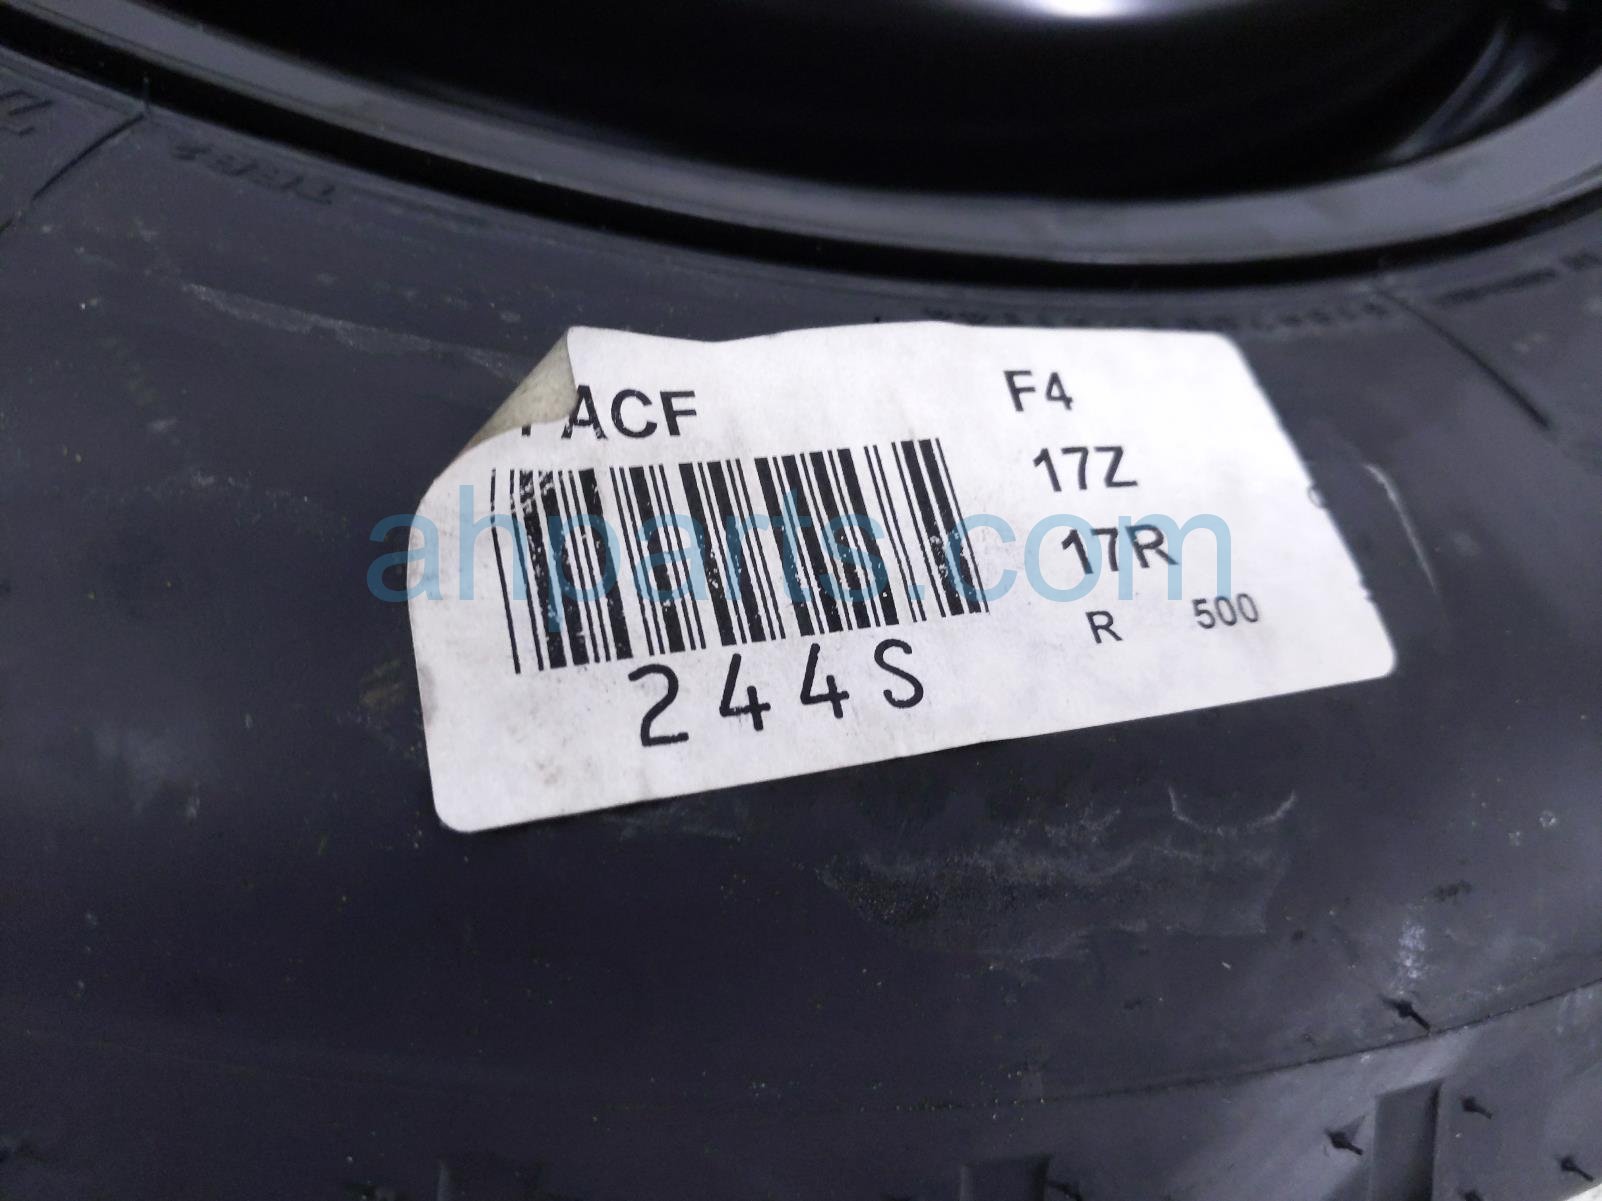 ACF
F4
17Z
17R
R 500
244S
ahparts.com